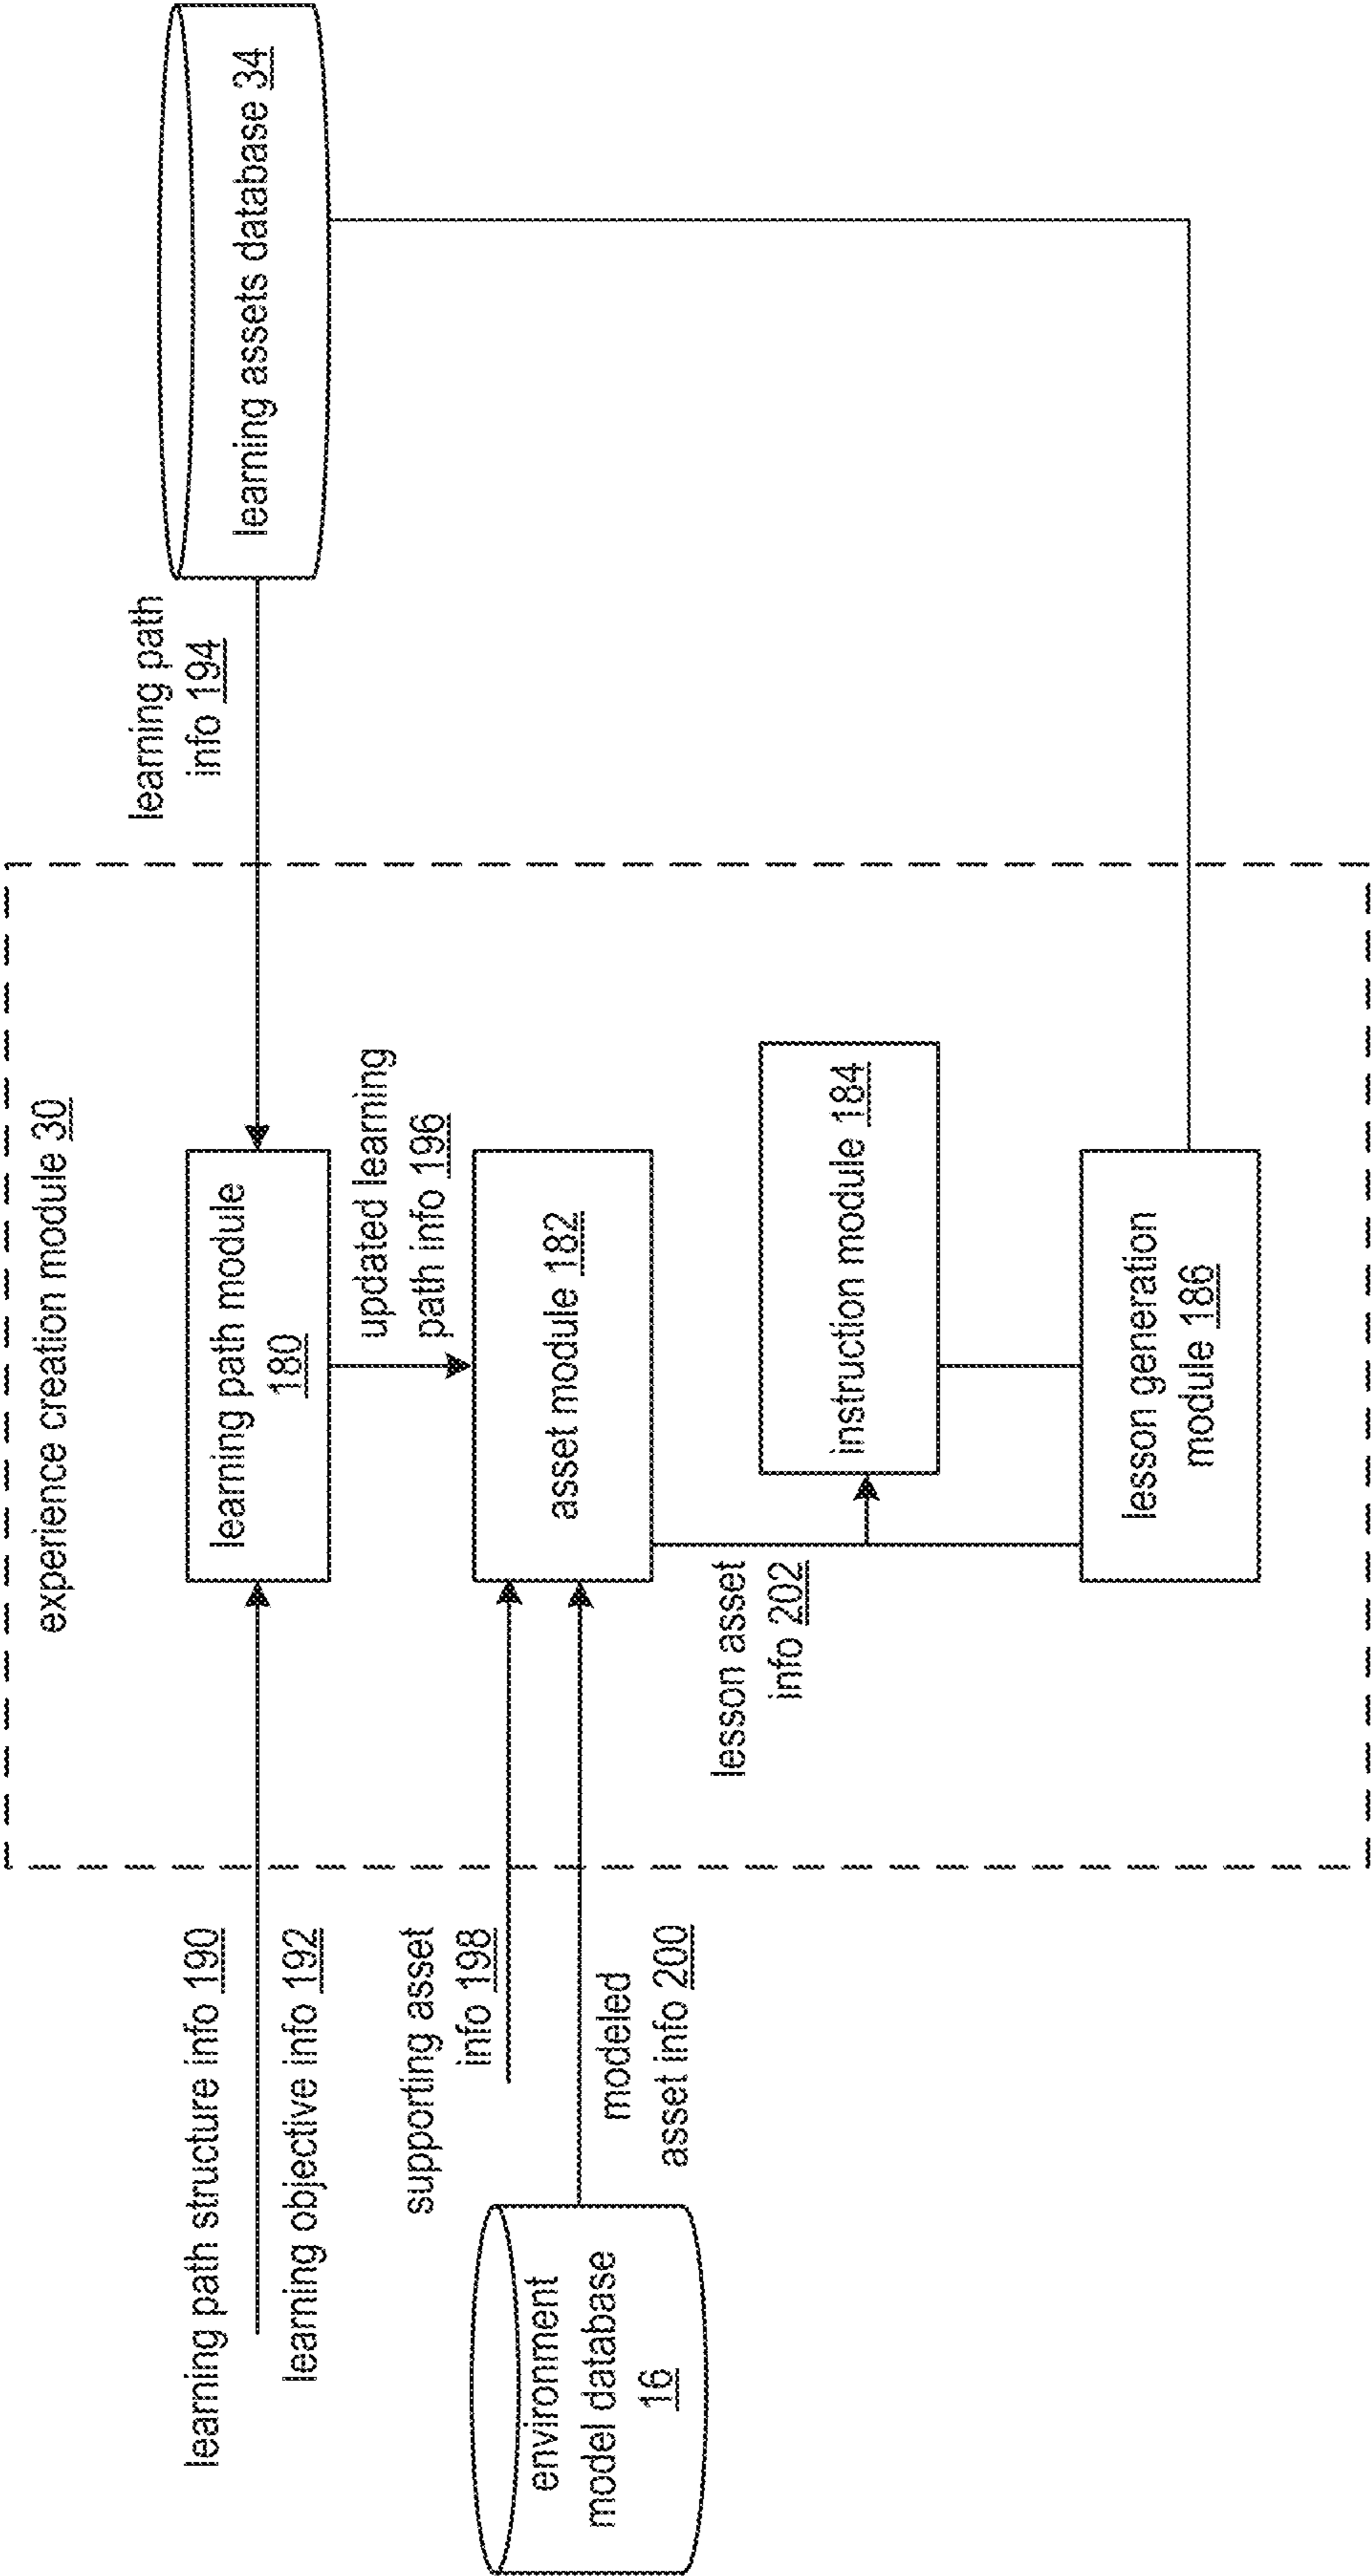 experience creation module 30
learning path structure info 190
learning objective info 192
learning path module
180
learning path
info 194
learning assets database 34
updated learning
path info 196
supporting asset
info 198
environment
model database
16
modeled
asset info 200
asset module 182
lesson asset
info 202
instruction module 184
lesson generation
module 186